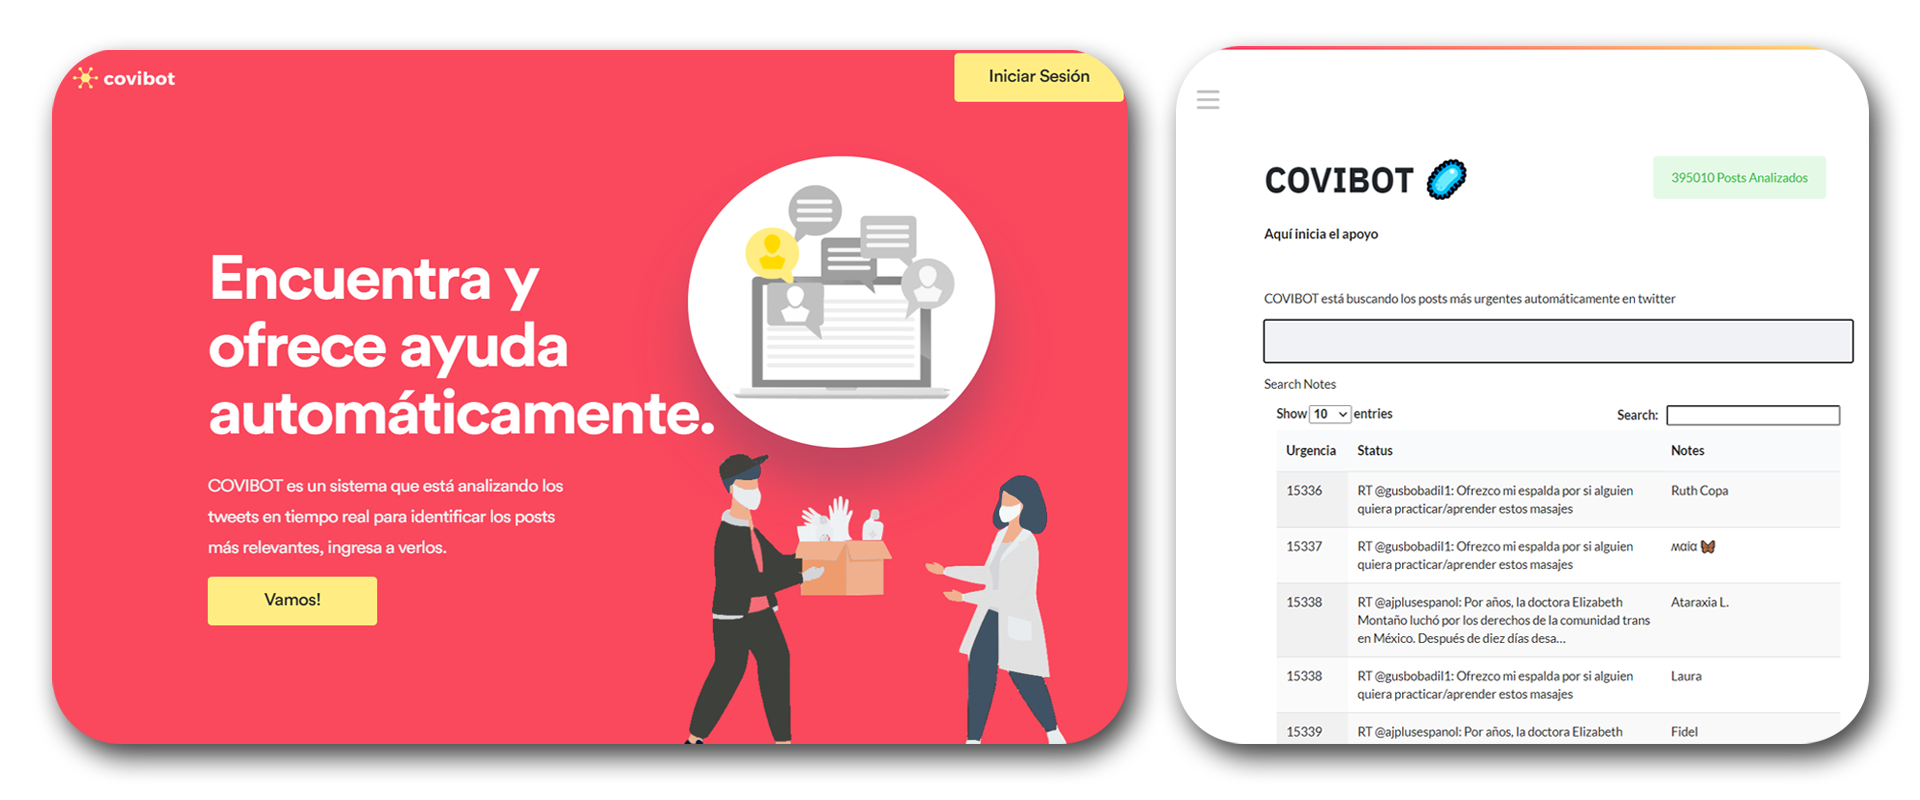 covibot
Iniciar Sesión
Encuentra y
ofrece ayuda
automáticamente.
COVIBOT es un sistema que está analizando los
tweets en tiempo real para identificar los posts
más relevantes, ingresa a verlos.
Vamos!
COVIBOT
395010 Posts Analizados
Aquí inicia el apoyo
COVIBOT está buscando los posts más urgentes automáticamente en twitter
Search Notes
Show 10 entries
Search:
Urgencia Status Notes
15336 RT @gusbobadil1: Ofrezco mi espalda por si alguien Ruth Copa
quiera practicar/aprender estos masajes
15337 RT @gusbobadil1: Ofrezco mi espalda por si alguien ʍαiα 🦋
quiera practicar/aprender estos masajes
15338 RT @ajplusespanol: Por años, la doctora Elizabeth Ataraxia L.
Montaño luchó por los derechos de la comunidad trans
en México. Después de diez días desa…
15338 RT @gusbobadil1: Ofrezco mi espalda por si alguien Laura
quiera practicar/aprender estos masajes
15339 RT @ajplusespanol: Por años, la doctora Elizabeth Fidel